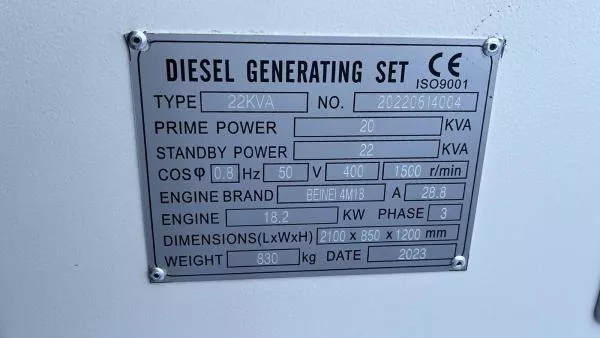 DIESEL GENERATING SET CE
ISO9001
TYPE 22KVA NO. 20220614004
PRIME POWER 20 KVA
STANDBY POWER 22 KVA
COSφ 0.8 Hz 50 V 400 1500 r/min
ENGINE BRAND BEINEI 4M18 A 28.8
ENGINE 18.2 KW PHASE 3
DIMENSIONS(LxWxH) 2100 x 850 x 1200 mm
WEIGHT 830 kg DATE 2023